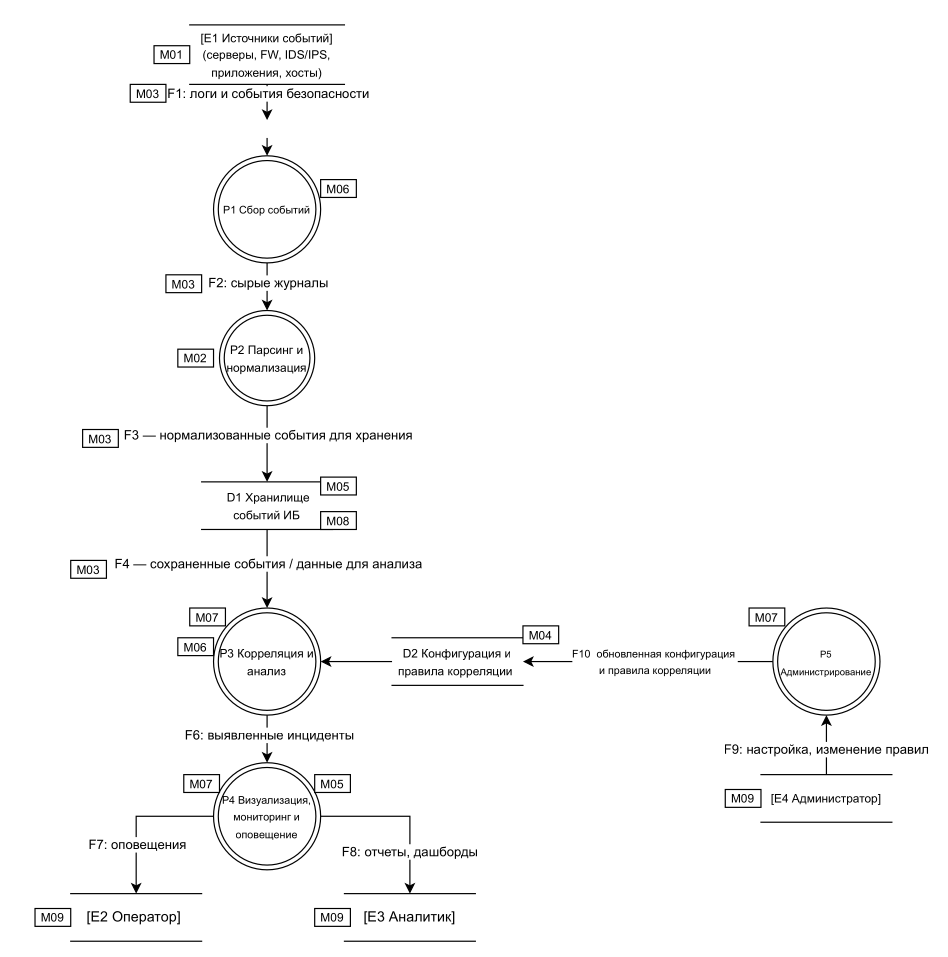 [E1 Источники событий]
M01
(серверы, FW, IDS/IPS,
приложения, хосты)
M03
F1: логи и события безопасности
M06
P1 Сбор событий
M03
F2: сырые журналы
P2 Парсинг и
нормализация
M02
M03
F3 — нормализованные события для хранения
M05
D1 Хранилище
событий ИБ
M08
M03
F4 — сохраненные события / данные для анализа
M07
M06
P3 Корреляция и
анализ
M04
D2 Конфигурация и
правила корреляции
F10 обновленная конфигурация
и правила корреляции
M07
P5
Администрирование
F6: выявленные инциденты
F9: настройка, изменение правил
M07
M05
P4 Визуализация,
мониторинг и
оповещение
M09
[E4 Администратор]
F7: оповещения
F8: отчеты, дашборды
M09
[E2 Оператор]
M09
[E3 Аналитик]